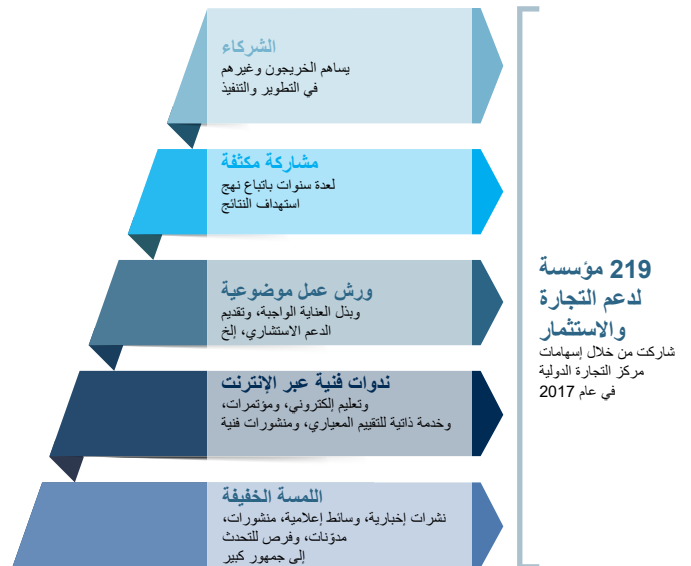 الشركاء
يساهم الخريجون وغيرهم
في التطوير والتنفيذ
مشاركة مكثفة
لعدة سنوات باتباع نهج
استهداف النتائج
ورش عمل موضوعية
وبذل العناية الواجبة، وتقديم
الدعم الاستشاري، إلخ
ندوات فنية عبر الإنترنت
وتعليم إلكتروني، ومؤتمرات،
وخدمة ذاتية للتقييم المعياري، ومنشورات فنية
اللمسة الخفيفة
نشرات إخبارية، وسائط إعلامية، منشورات،
مدوّنات، وفرص للتحدث
إلى جمهور كبير
219 مؤسسة
لدعم التجارة
والاستثمار
شاركت من خلال إسهامات
مركز التجارة الدولية
في عام 2017